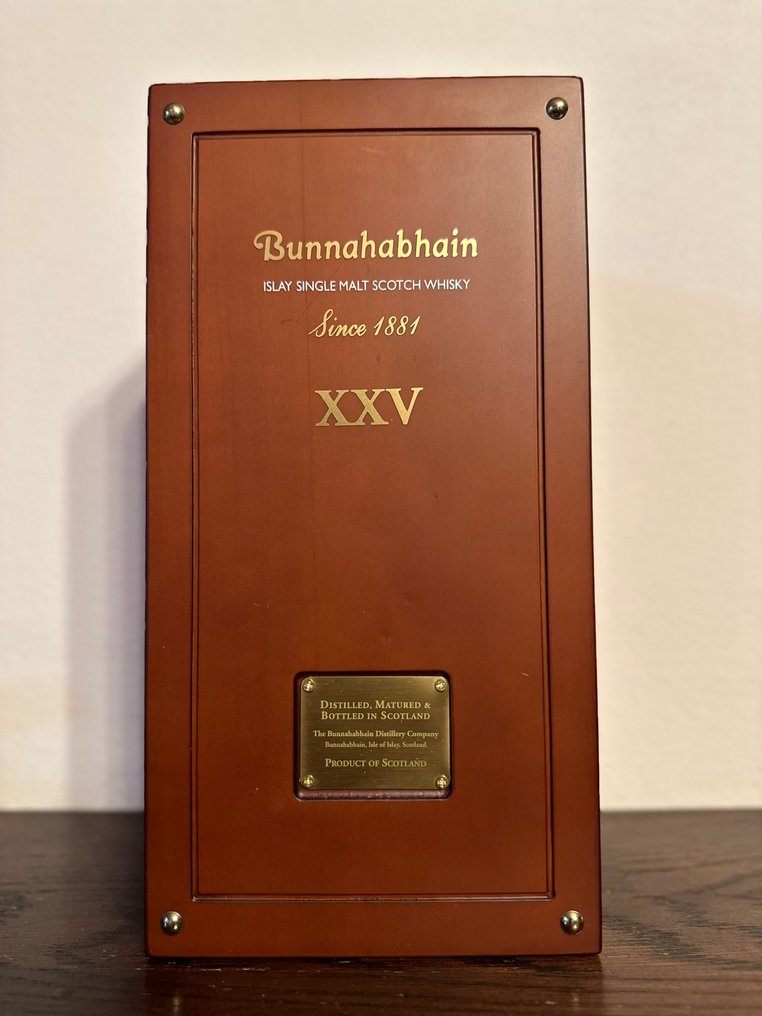 Bunnahabhain
ISLAY SINGLE MALT SCOTCH WHISKY
Since 1881
XXV
DISTILLED, MATURED &
BOTTLED IN SCOTLAND
The Bunnahabhain Distillery Company
Bunnahabhain, Isle of Islay, Scotland.
PRODUCT OF SCOTLAND